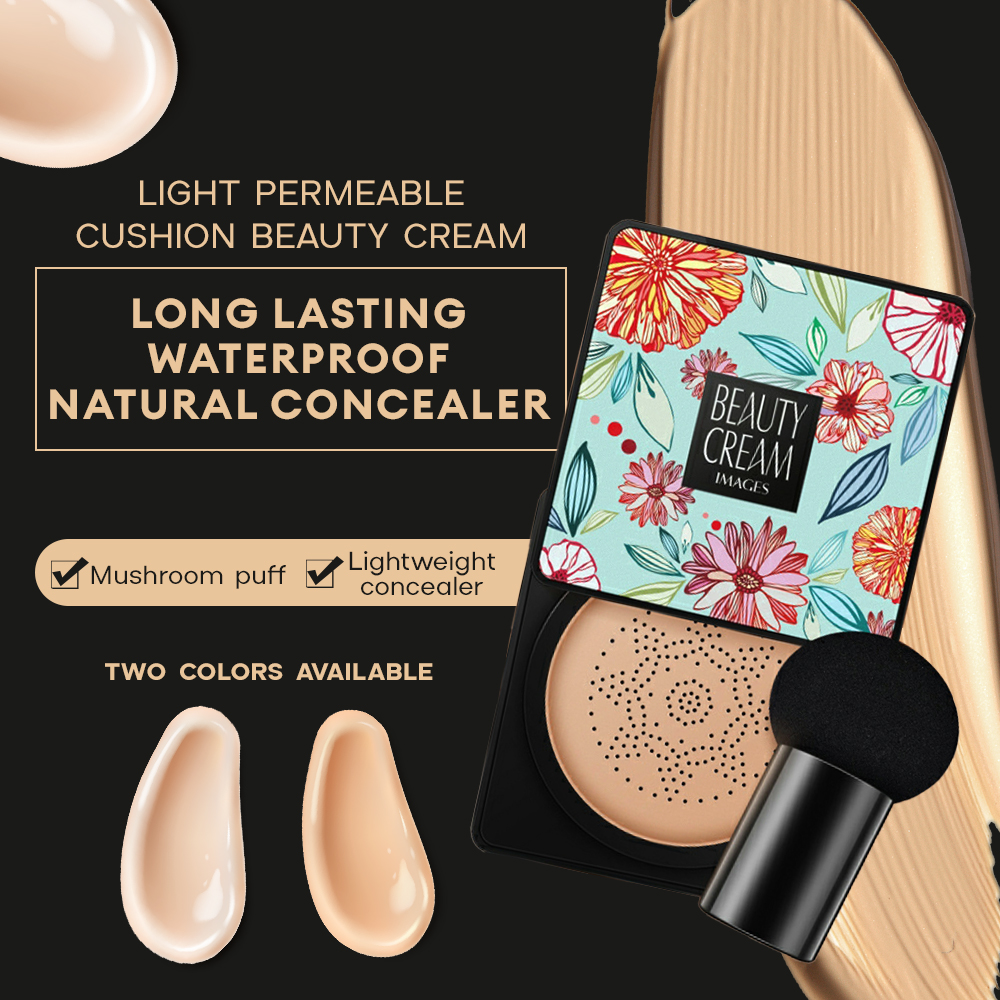 LIGHT PERMEABLE
CUSHION BEAUTY CREAM
LONG LASTING
WATERPROOF
NATURAL CONCEALER
BEAUTY
CREAM
IMAGES
Mushroom puff
Lightweight
concealer
TWO COLORS AVAILABLE